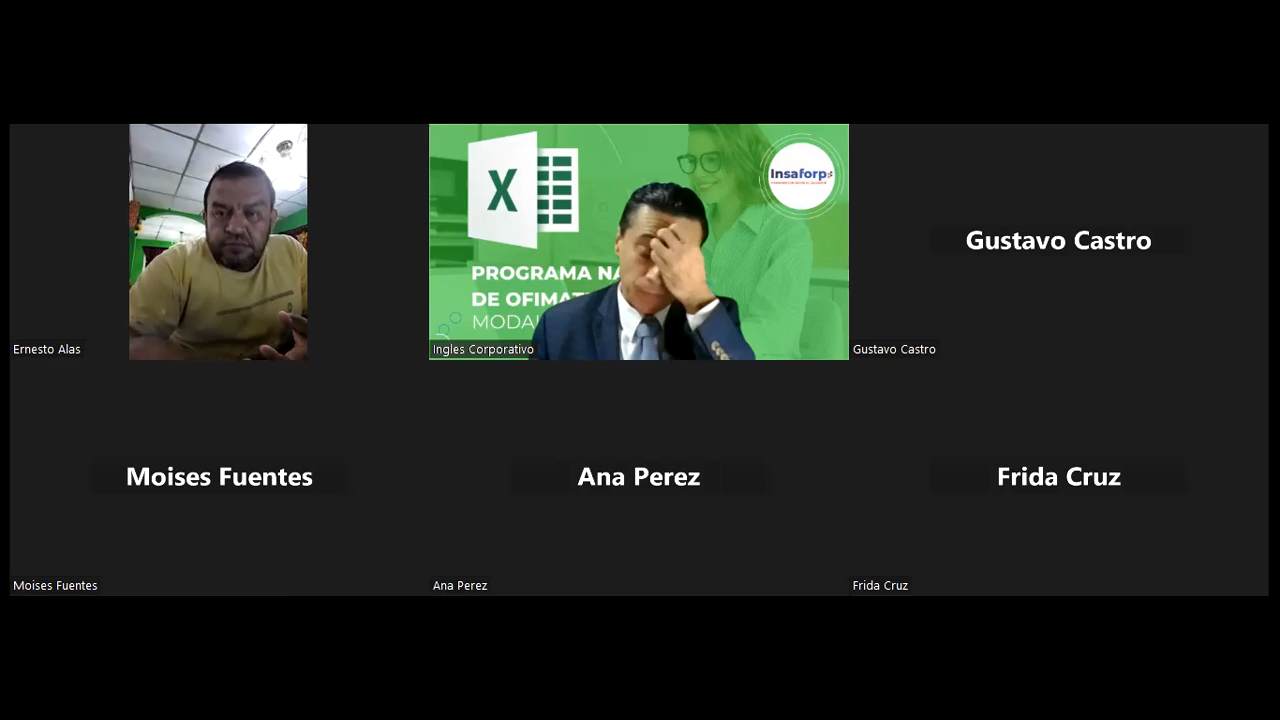 X
Insaforp
PROGRAMA NA
DE OFIMAT
MODAL
Gustavo Castro
Ernesto Alas
Ingles Corporativo
Gustavo Castro
Moises Fuentes
Ana Perez
Frida Cruz
Moises Fuentes
Ana Perez
Frida Cruz